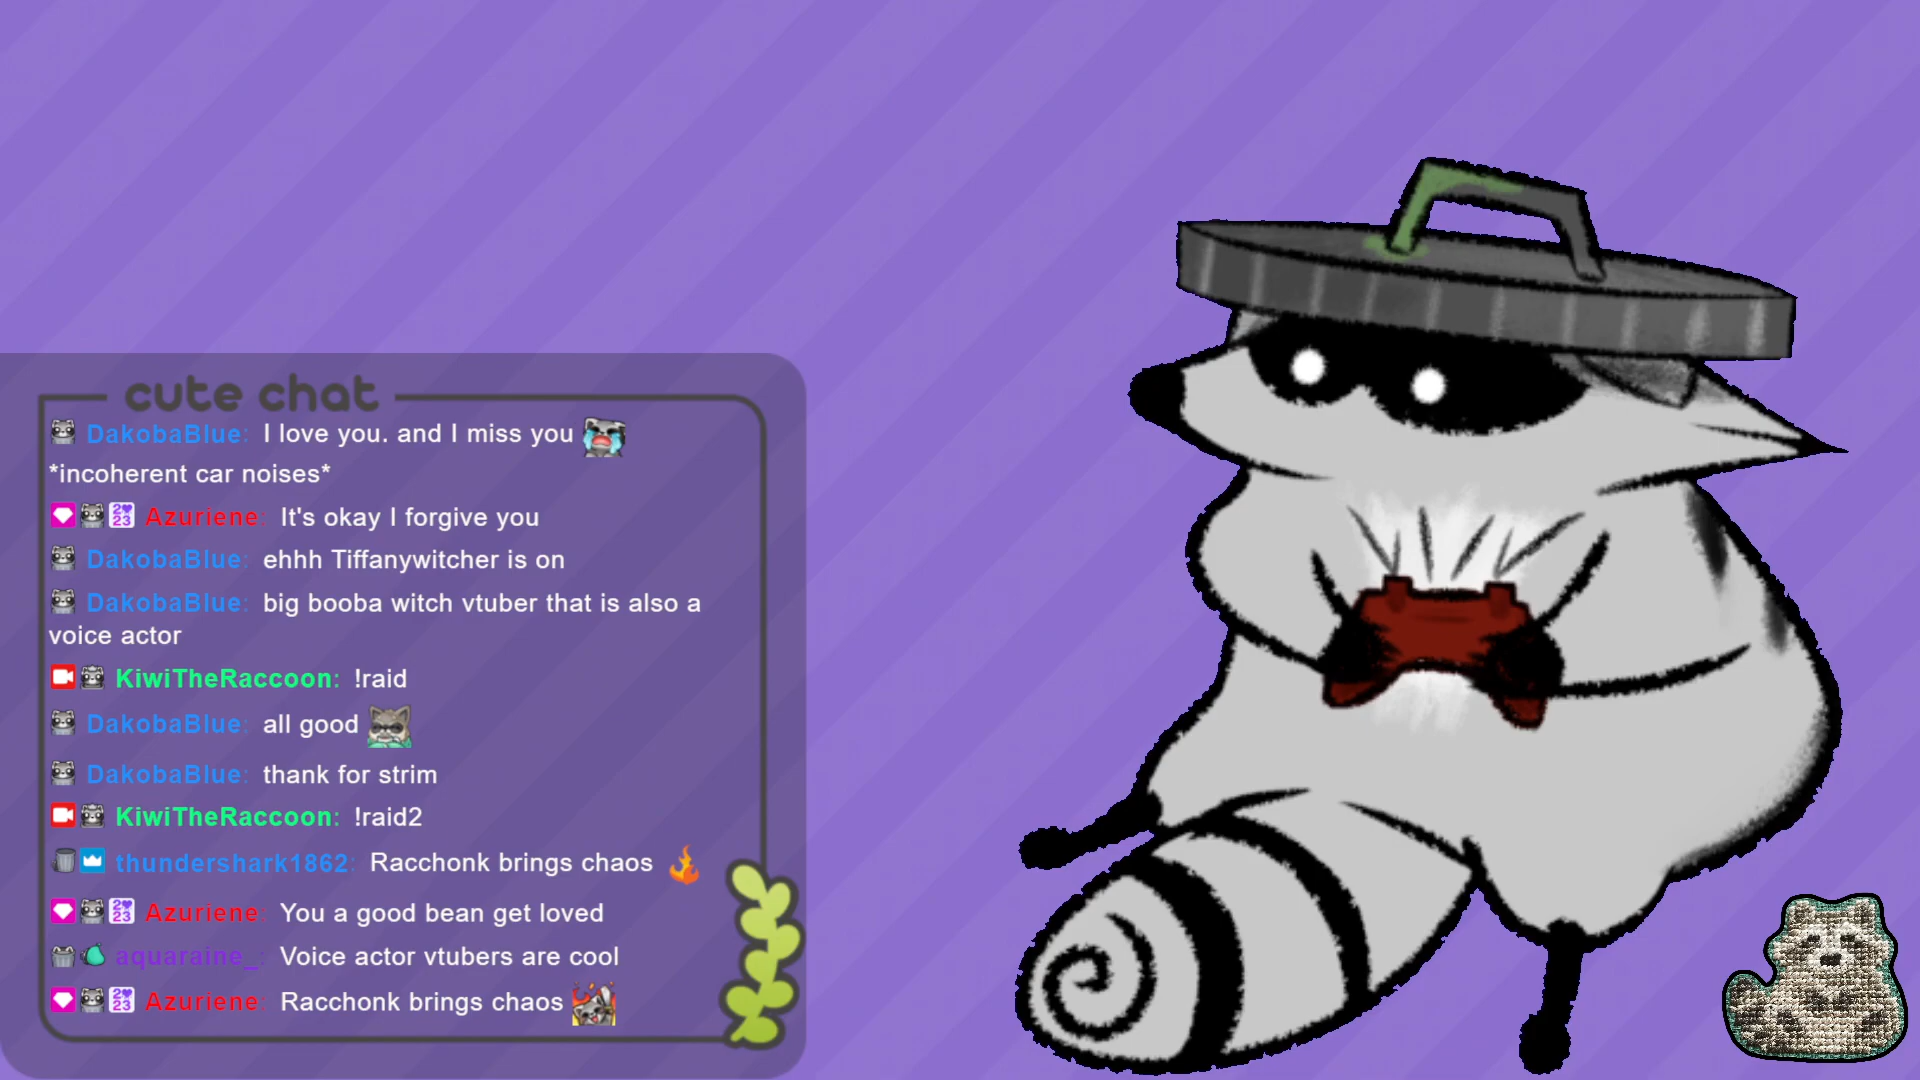 cute chat
DakobaBlue: I love you. and I miss you
*incoherent car noises*
2023 Azuriene: It's okay I forgive you
DakobaBlue: ehhh Tiffanywitcher is on
DakobaBlue: big booba witch vtuber that is also a
voice actor
KiwiTheRaccoon: !raid
DakobaBlue: all good
DakobaBlue: thank for strim
KiwiTheRaccoon: !raid2
thundershark1862: Racchonk brings chaos
2023 Azuriene: You a good bean get loved
aquaraine_: Voice actor vtubers are cool
2023 Azuriene: Racchonk brings chaos